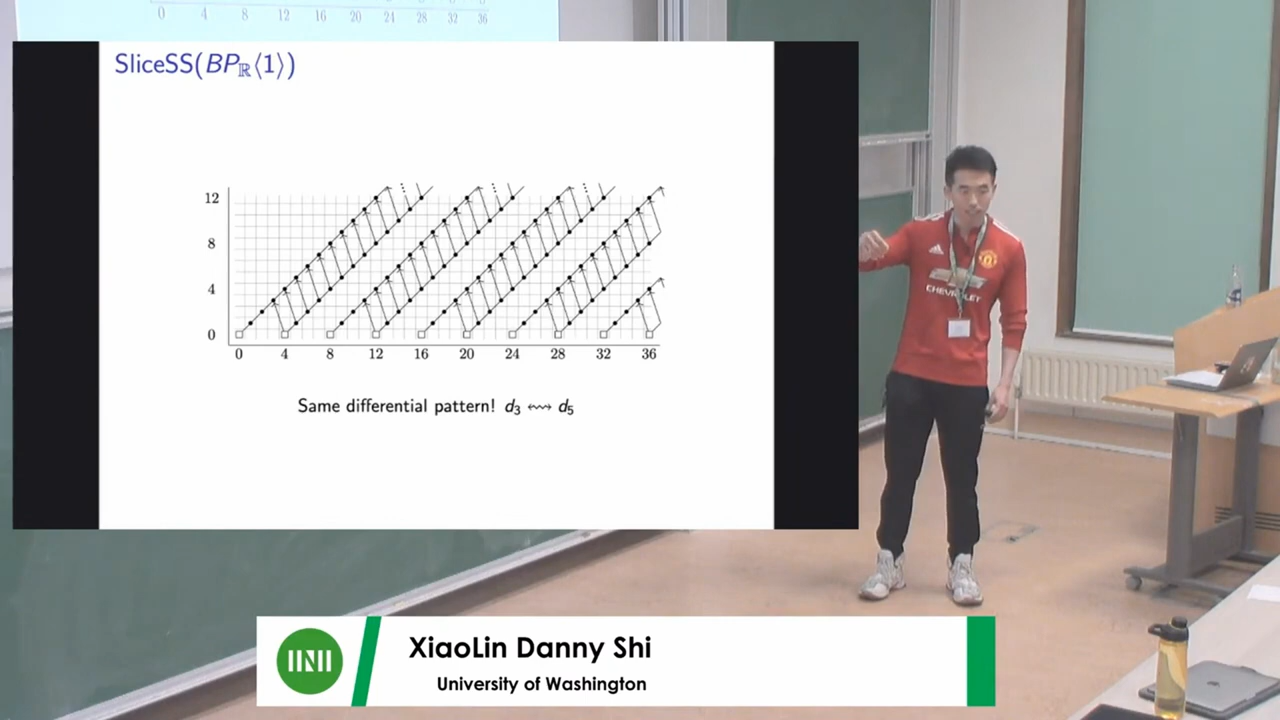 0 4 8 12 16 20 24 28 32 36
SliceSS(BPℝ⟨1⟩)
12
8
4
0
0 4 8 12 16 20 24 28 32 36
Same differential pattern! d₃ ⇜⇝ d₅
adidas
CHEVROLET
XiaoLin Danny Shi
University of Washington